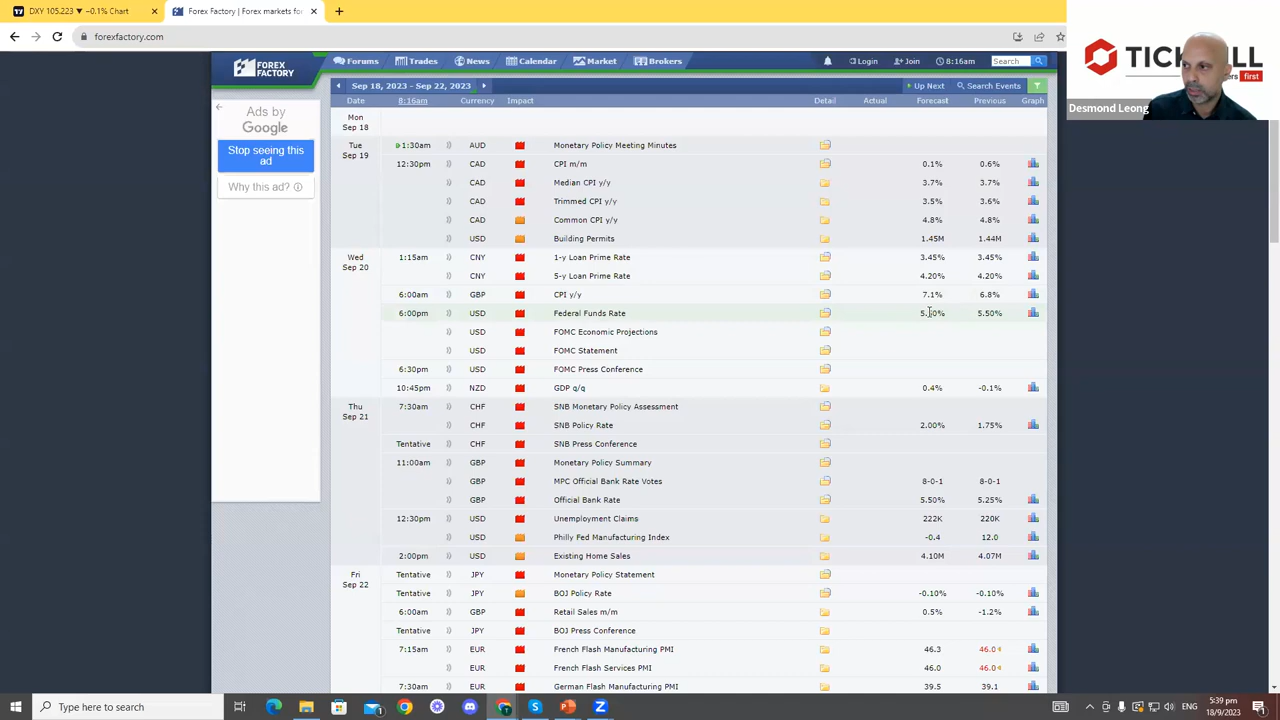 DXY 105.223 ▼ −0.1% Chart
Forex Factory | Forex markets for
forexfactory.com
FOREX FACTORY
Forums Trades News Calendar Market Brokers Login Join 8:16am Search
Sep 18, 2023 - Sep 22, 2023 Up Next Search Events
Date 8:16am Currency Impact Detail Actual Forecast Previous Graph
Ads by
Google
Stop seeing this
ad
Why this ad?
Mon
Sep 18
Tue
Sep 19
1:30am AUD Monetary Policy Meeting Minutes
12:30pm CAD CPI m/m 0.1% 0.6%
CAD Median CPI y/y 3.7% 3.7%
CAD Trimmed CPI y/y 3.5% 3.6%
CAD Common CPI y/y 4.8% 4.8%
USD Building Permits 1.45M 1.44M
Wed
Sep 20
1:15am CNY 1-y Loan Prime Rate 3.45% 3.45%
CNY 5-y Loan Prime Rate 4.20% 4.20%
6:00am GBP CPI y/y 7.1% 6.8%
6:00pm USD Federal Funds Rate 5.50% 5.50%
USD FOMC Economic Projections
USD FOMC Statement
6:30pm USD FOMC Press Conference
10:45pm NZD GDP q/q 0.4% -0.1%
Thu
Sep 21
7:30am CHF SNB Monetary Policy Assessment
CHF SNB Policy Rate 2.00% 1.75%
Tentative CHF SNB Press Conference
11:00am GBP Monetary Policy Summary
GBP MPC Official Bank Rate Votes 8-0-1 8-0-1
GBP Official Bank Rate 5.50% 5.25%
12:30pm USD Unemployment Claims 222K 220K
USD Philly Fed Manufacturing Index -0.4 12.0
2:00pm USD Existing Home Sales 4.10M 4.07M
Fri
Sep 22
Tentative JPY Monetary Policy Statement
Tentative JPY BOJ Policy Rate -0.10% -0.10%
6:00am GBP Retail Sales m/m 0.5% -1.2%
Tentative JPY BOJ Press Conference
7:15am EUR French Flash Manufacturing PMI 46.3 46.0
EUR French Flash Services PMI 46.0 46.0
7:30am EUR German Flash Manufacturing PMI 39.5 39.1
Desmond Leong
first
Type here to search
5:39 pm
18/9/2023